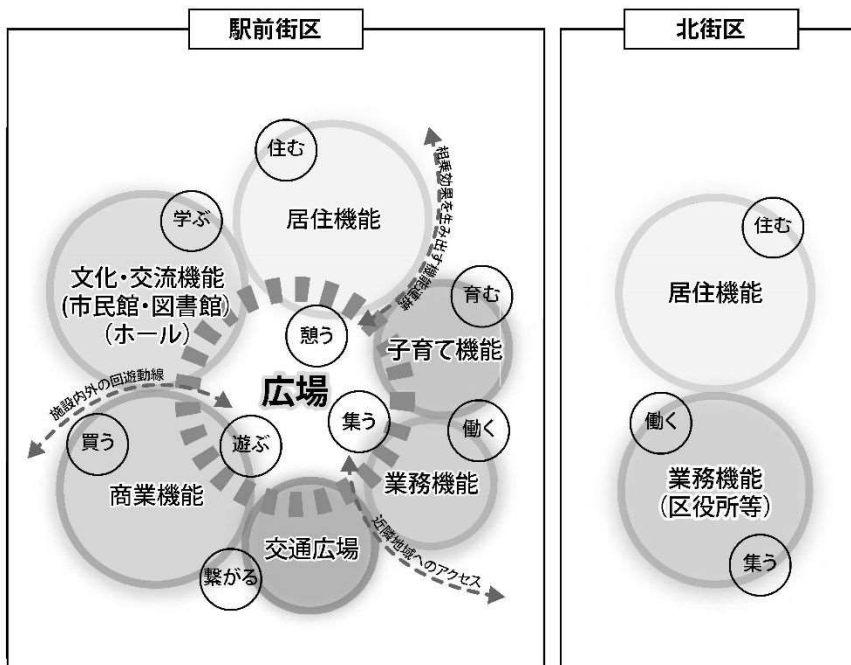 駅前街区
住む
居住機能
相乗効果を生み出す機能連携
学ぶ
文化・交流機能
(市民館・図書館)
(ホール)
育む
子育て機能
憩う
広場
集う
遊ぶ
施設内外の回遊動線
買う
商業機能
働く
業務機能
交通広場
繋がる
近隣地域へのアクセス
北街区
住む
居住機能
働く
業務機能
(区役所等)
集う